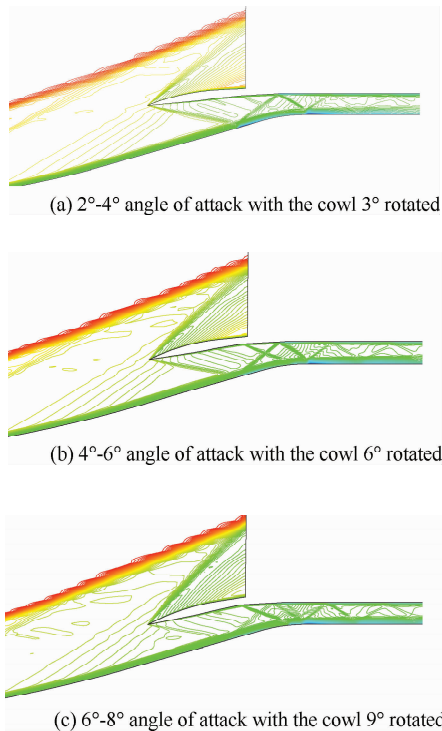 (a) 2°-4° angle of attack with the cowl 3° rotated
(b) 4°-6° angle of attack with the cowl 6° rotated
(c) 6°-8° angle of attack with the cowl 9° rotated